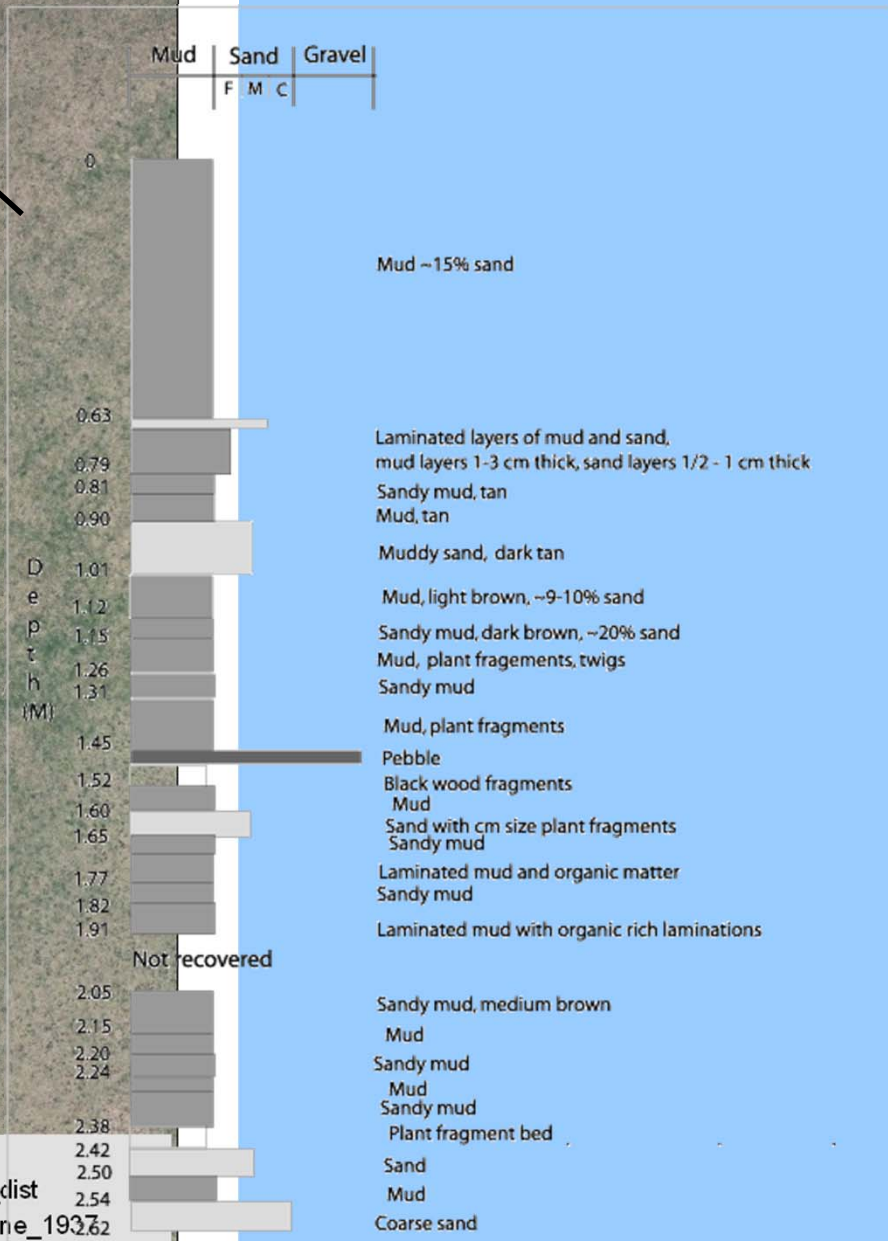 Mud Sand Gravel
F M C
0
Mud ~15% sand
0.63
Laminated layers of mud and sand,
0.79 mud layers 1-3 cm thick, sand layers 1/2 - 1 cm thick
0.81 Sandy mud, tan
0.90 Mud, tan
Muddy sand, dark tan
1.01
Depth (M)
Mud, light brown, ~9-10% sand
1.12
1.15 Sandy mud, dark brown, ~20% sand
Mud, plant fragements, twigs
1.26
1.31 Sandy mud
Mud, plant fragments
1.45
Pebble
1.52 Black wood fragments
Mud
1.60
Sand with cm size plant fragments
1.65 Sandy mud
Laminated mud and organic matter
1.77
Sandy mud
1.82
1.91 Laminated mud with organic rich laminations
Not recovered
2.05
Sandy mud, medium brown
2.15
Mud
2.20
Sandy mud
2.24
Mud
Sandy mud
2.38
Plant fragment bed
2.42
Sand
2.50
dist
Mud
2.54
ne_1937
2.62
Coarse sand